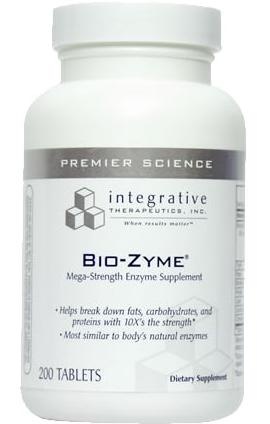 PREMIER SCIENCE
integrative
THERAPEUTICS, INC.
When results matter™
BIO-ZYME®
Mega-Strength Enzyme Supplement
• Helps break down fats, carbohydrates, and
proteins with 10X's the strength*
• Most similar to body's natural enzymes
200 TABLETS
Dietary Supplement